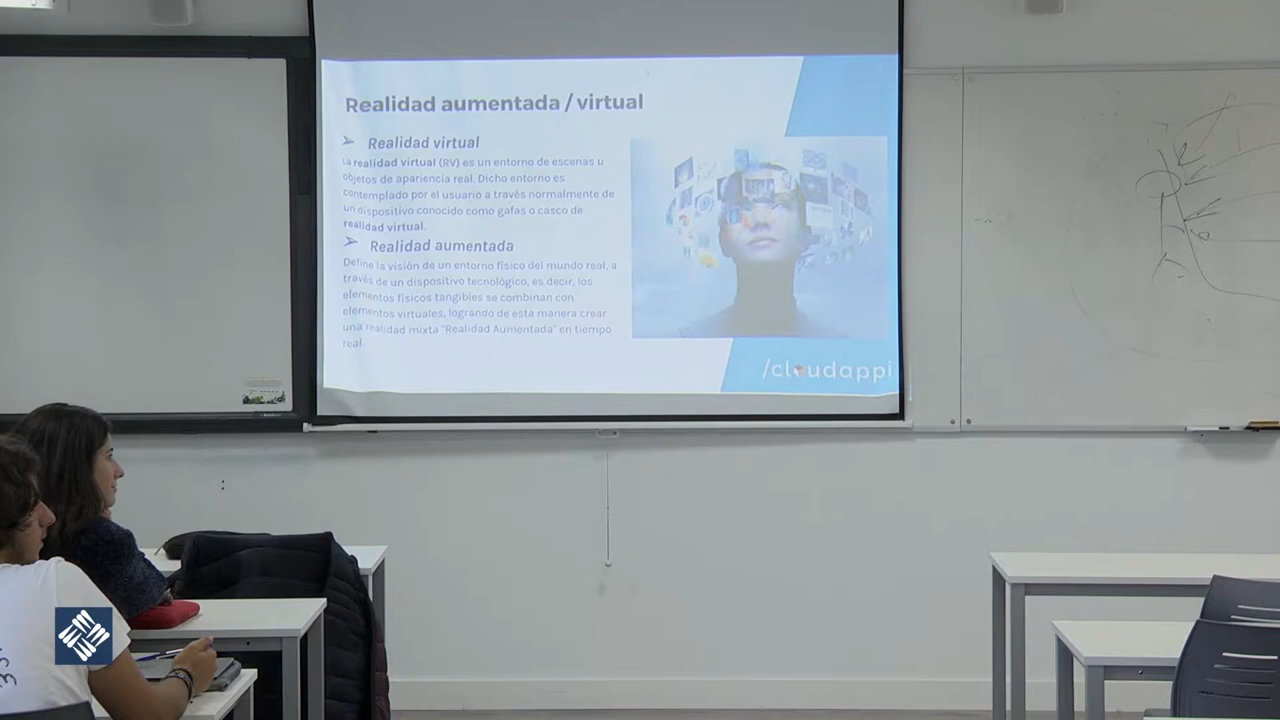 Realidad aumentada / virtual
➤ Realidad virtual
La realidad virtual (RV) es un entorno de escenas u
objetos de apariencia real. Dicho entorno es
contemplado por el usuario a través normalmente de
un dispositivo conocido como gafas o casco de
realidad virtual.
➤ Realidad aumentada
Define la visión de un entorno físico del mundo real, a
través de un dispositivo tecnológico, es decir, los
elementos físicos tangibles se combinan con
elementos virtuales, logrando de esta manera crear
una realidad mixta "Realidad Aumentada" en tiempo
real.
/cloudappi